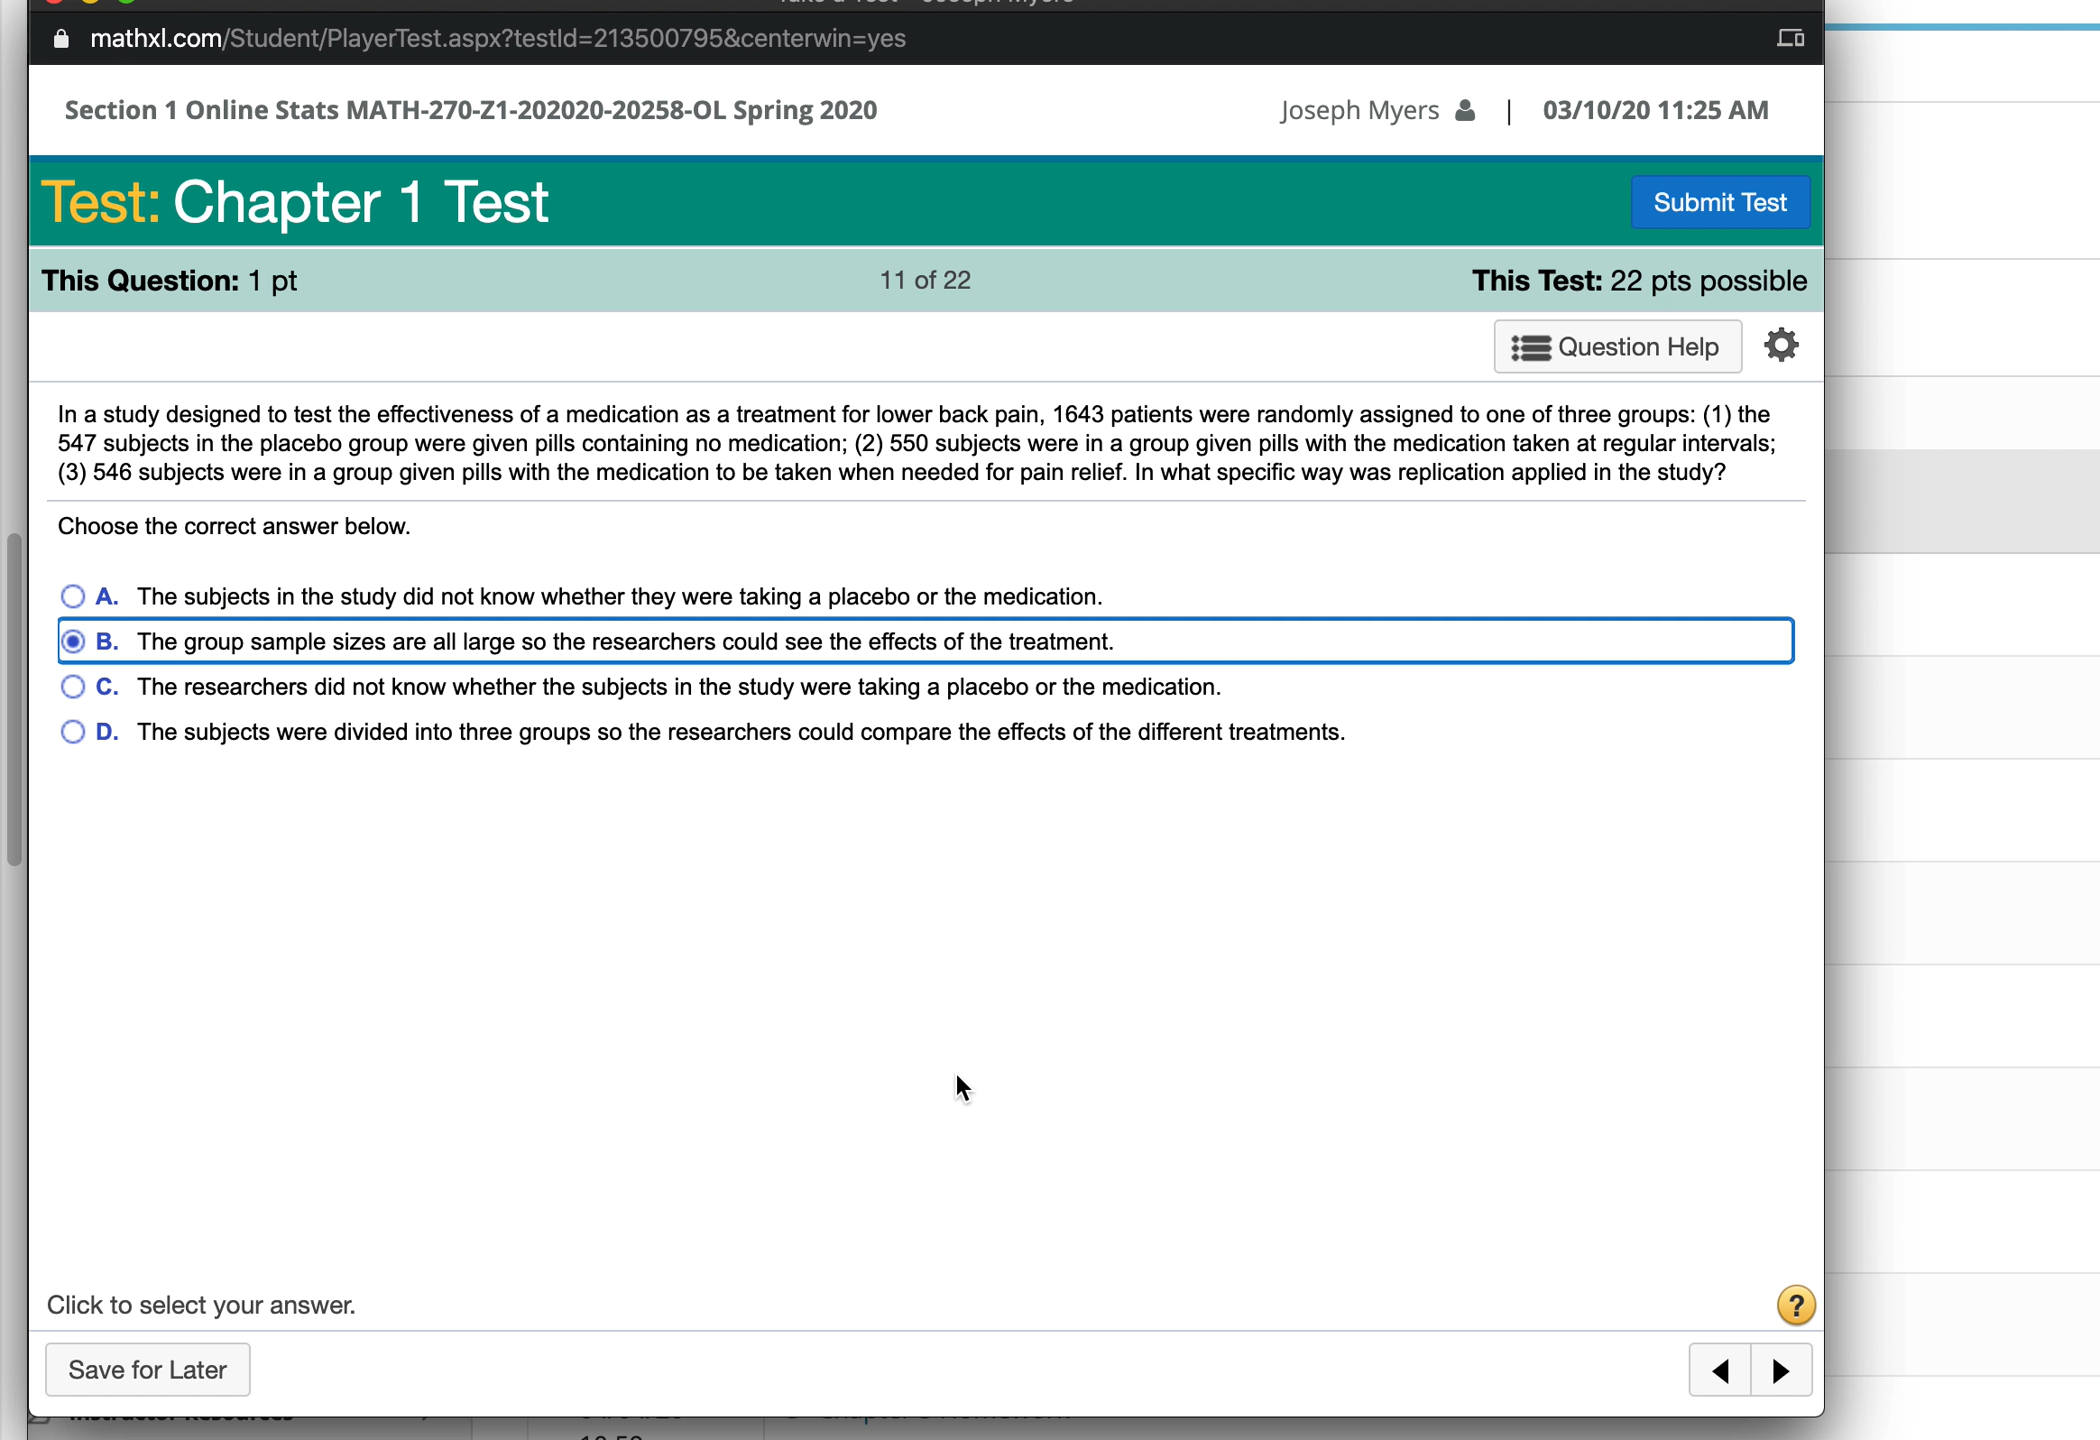 mathxl.com/Student/PlayerTest.aspx?testId=213500795&centerwin=yes
Section 1 Online Stats MATH-270-Z1-202020-20258-OL Spring 2020
Joseph Myers | 03/10/20 11:25 AM
Test: Chapter 1 Test
Submit Test
This Question: 1 pt
11 of 22
This Test: 22 pts possible
Question Help
In a study designed to test the effectiveness of a medication as a treatment for lower back pain, 1643 patients were randomly assigned to one of three groups: (1) the
547 subjects in the placebo group were given pills containing no medication; (2) 550 subjects were in a group given pills with the medication taken at regular intervals;
(3) 546 subjects were in a group given pills with the medication to be taken when needed for pain relief. In what specific way was replication applied in the study?
Choose the correct answer below.
A. The subjects in the study did not know whether they were taking a placebo or the medication.
B. The group sample sizes are all large so the researchers could see the effects of the treatment.
C. The researchers did not know whether the subjects in the study were taking a placebo or the medication.
D. The subjects were divided into three groups so the researchers could compare the effects of the different treatments.
Click to select your answer.
?
Save for Later